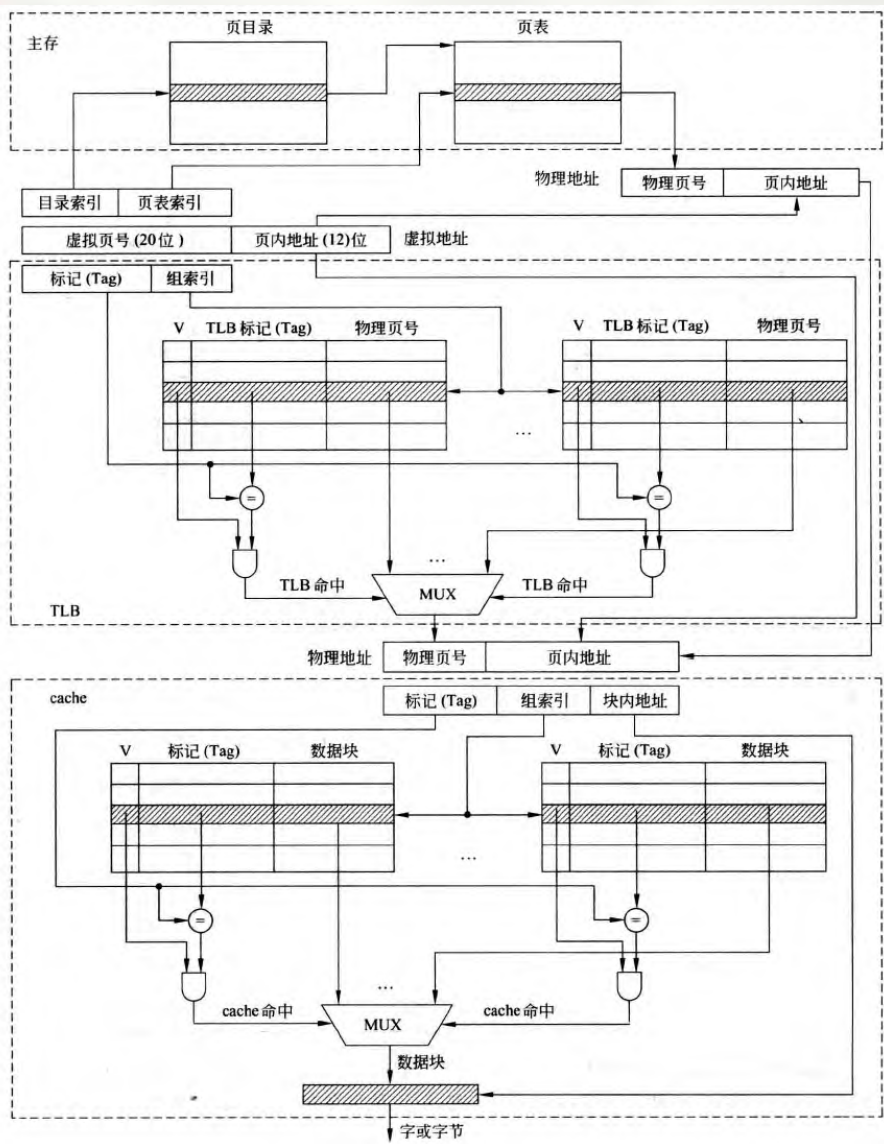 页目录
页表
主存
物理地址
物理页号
页内地址
目录索引
页表索引
虚拟页号 (20位)
页内地址 (12)位
虚拟地址
标记 (Tag)
组索引
V
TLB 标记 (Tag)
物理页号
V
TLB 标记 (Tag)
物理页号
...
=
=
...
TLB 命中
MUX
TLB 命中
TLB
物理地址
物理页号
页内地址
cache
标记 (Tag)
组索引
块内地址
V
标记 (Tag)
数据块
V
标记 (Tag)
数据块
...
=
=
...
cache 命中
MUX
cache 命中
数据块
字或字节